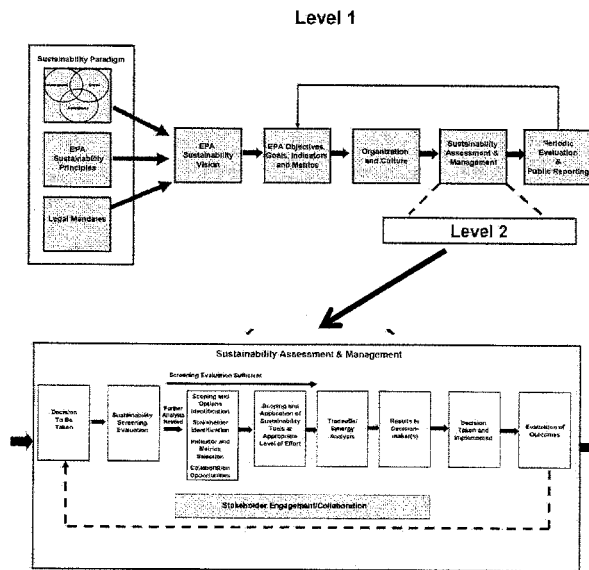 Level 1
Sustainability Paradigm
EPA
Sustainability
Principles
Legal Mandates
EPA
Sustainability
Vision
EPA Objectives,
Goals, Indicators
and Metrics
Organization
and Culture
Sustainability
Assessment &
Management
Periodic
Evaluation
&
Public Reporting
Level 2
Sustainability Assessment & Management
Screening Evaluation Sufficient
Decision
To Be
Taken
Sustainability
Screening
Evaluation
Further
Analysis
Needed
Scoping and
Options
Identification
Stakeholder
Identification
Indicator and
Metrics
Selection
Collaboration
Opportunities
Scoping and
Application of
Sustainability
Tools at
Appropriate
Level of Effort
Tradeoff/
Synergy
Analysis
Results to
Decision-
maker(s)
Decision
Taken and
Implemented
Evaluation of
Outcomes
Stakeholder Engagement/Collaboration